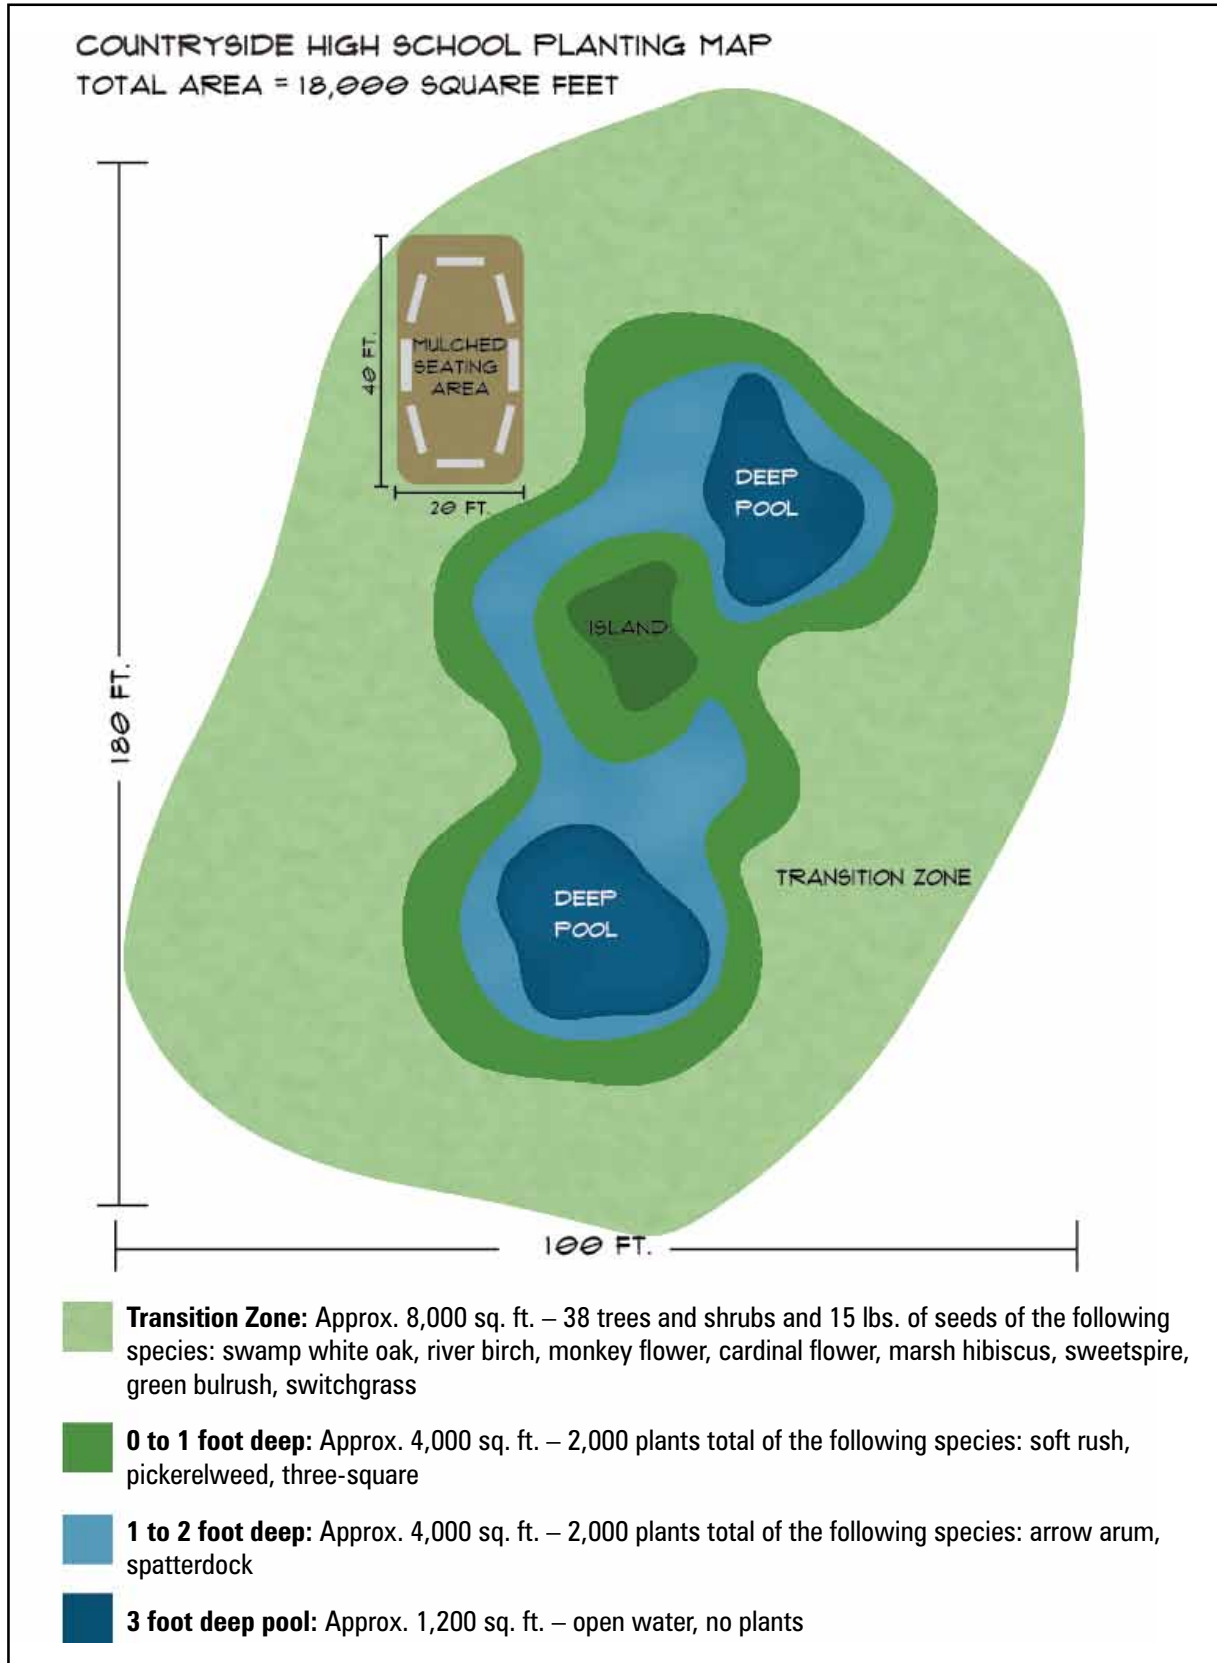 COUNTRYSIDE HIGH SCHOOL PLANTING MAP
TOTAL AREA = 18,000 SQUARE FEET
40 FT.
MULCHED
SEATING
AREA
20 FT.
DEEP
POOL
ISLAND
180 FT.
TRANSITION ZONE
DEEP
POOL
100 FT.
Transition Zone: Approx. 8,000 sq. ft. – 38 trees and shrubs and 15 lbs. of seeds of the following
species: swamp white oak, river birch, monkey flower, cardinal flower, marsh hibiscus, sweetspire,
green bulrush, switchgrass
0 to 1 foot deep: Approx. 4,000 sq. ft. – 2,000 plants total of the following species: soft rush,
pickerelweed, three-square
1 to 2 foot deep: Approx. 4,000 sq. ft. – 2,000 plants total of the following species: arrow arum,
spatterdock
3 foot deep pool: Approx. 1,200 sq. ft. – open water, no plants